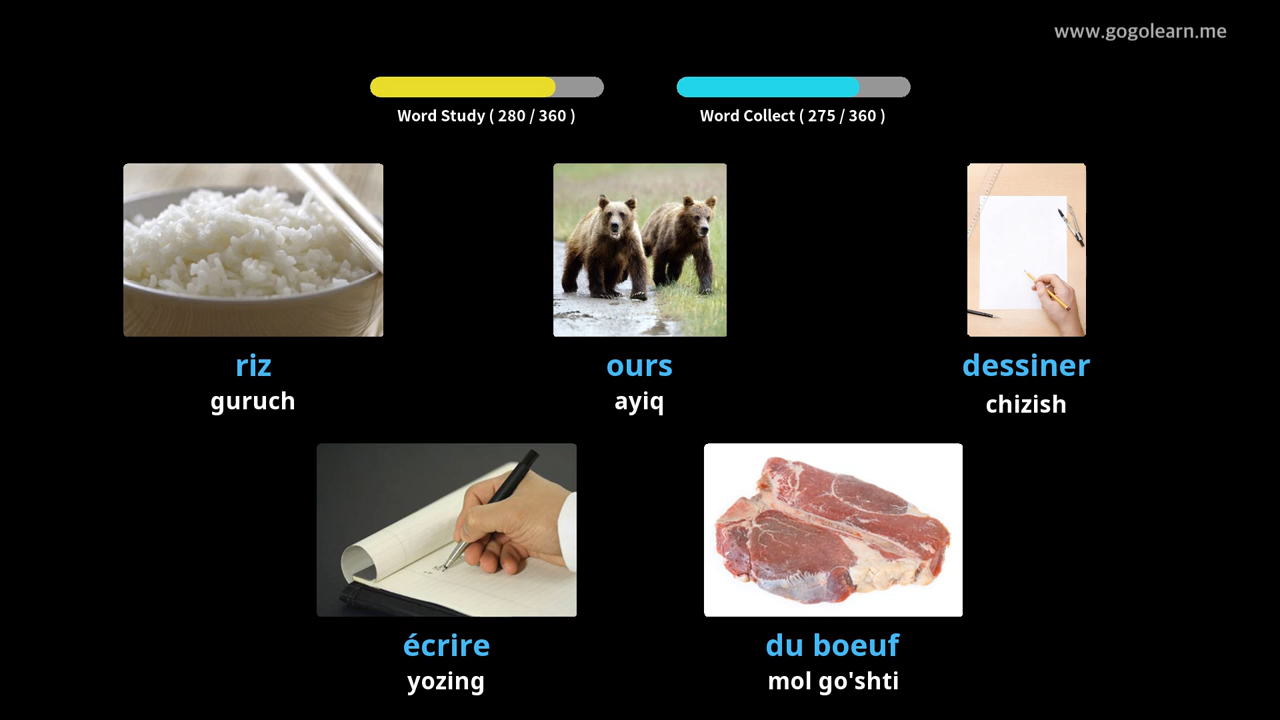 www.gogolearn.me
Word Study ( 280 / 360 )
Word Collect ( 275 / 360 )
riz
guruch
ours
ayiq
dessiner
chizish
écrire
yozing
du boeuf
mol go'shti